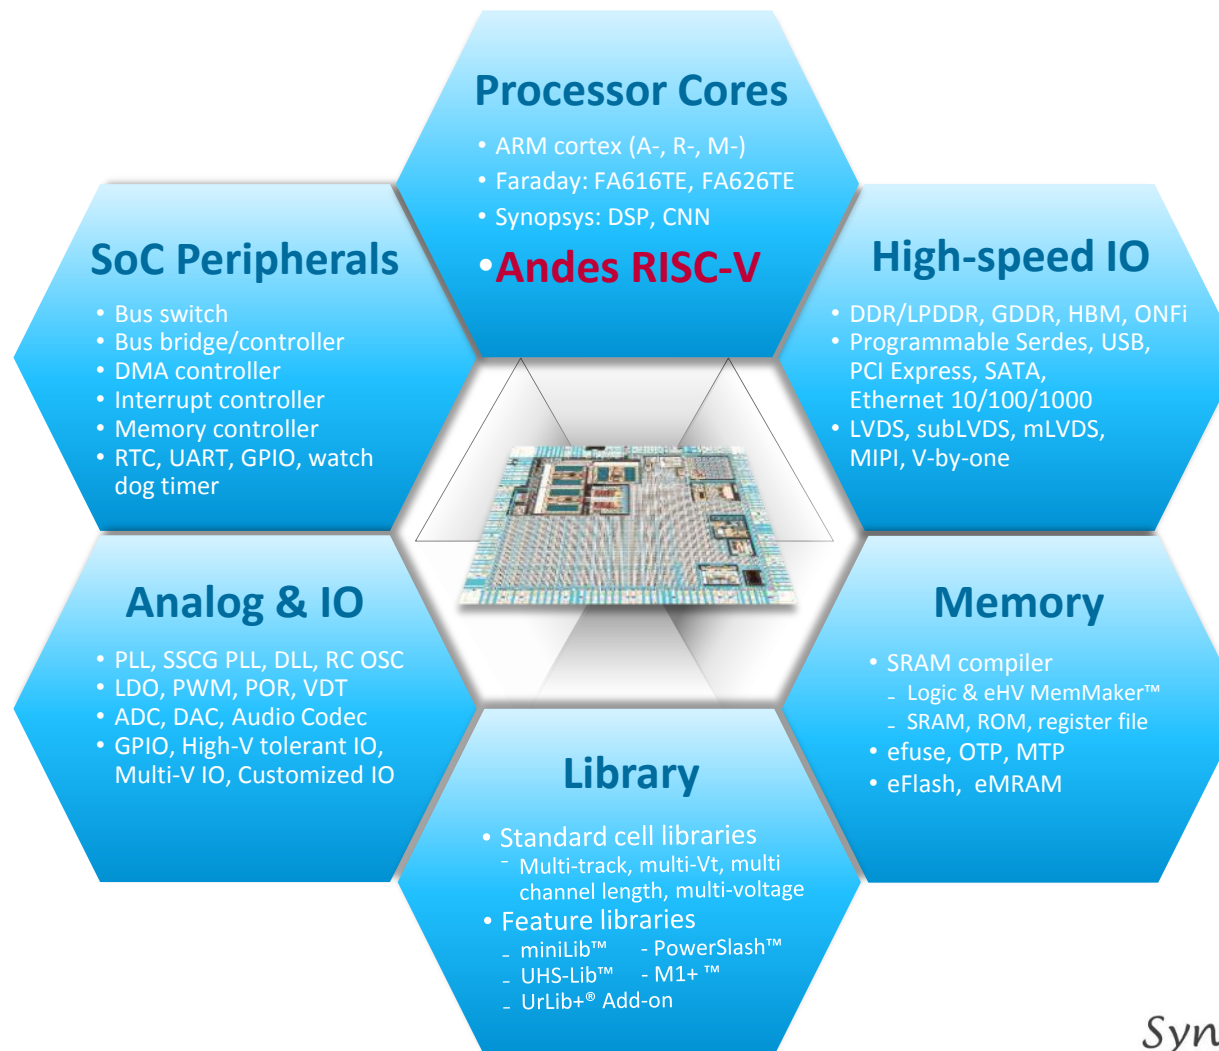 Processor Cores
• ARM cortex (A-, R-, M-)
• Faraday: FA616TE, FA626TE
• Synopsys: DSP, CNN
• Andes RISC-V
SoC Peripherals
• Bus switch
• Bus bridge/controller
• DMA controller
• Interrupt controller
• Memory controller
• RTC, UART, GPIO, watch
dog timer
High-speed IO
• DDR/LPDDR, GDDR, HBM, ONFi
• Programmable Serdes, USB,
PCI Express, SATA,
Ethernet 10/100/1000
• LVDS, subLVDS, mLVDS,
MIPI, V-by-one
Analog & IO
• PLL, SSCG PLL, DLL, RC OSC
• LDO, PWM, POR, VDT
• ADC, DAC, Audio Codec
• GPIO, High-V tolerant IO,
Multi-V IO, Customized IO
Memory
• SRAM compiler
- Logic & eHV MemMaker™
- SRAM, ROM, register file
• efuse, OTP, MTP
• eFlash, eMRAM
Library
• Standard cell libraries
- Multi-track, multi-Vt, multi
channel length, multi-voltage
• Feature libraries
- miniLib™ - PowerSlash™
- UHS-Lib™ - M1+ ™
- UrLib+® Add-on
Syn